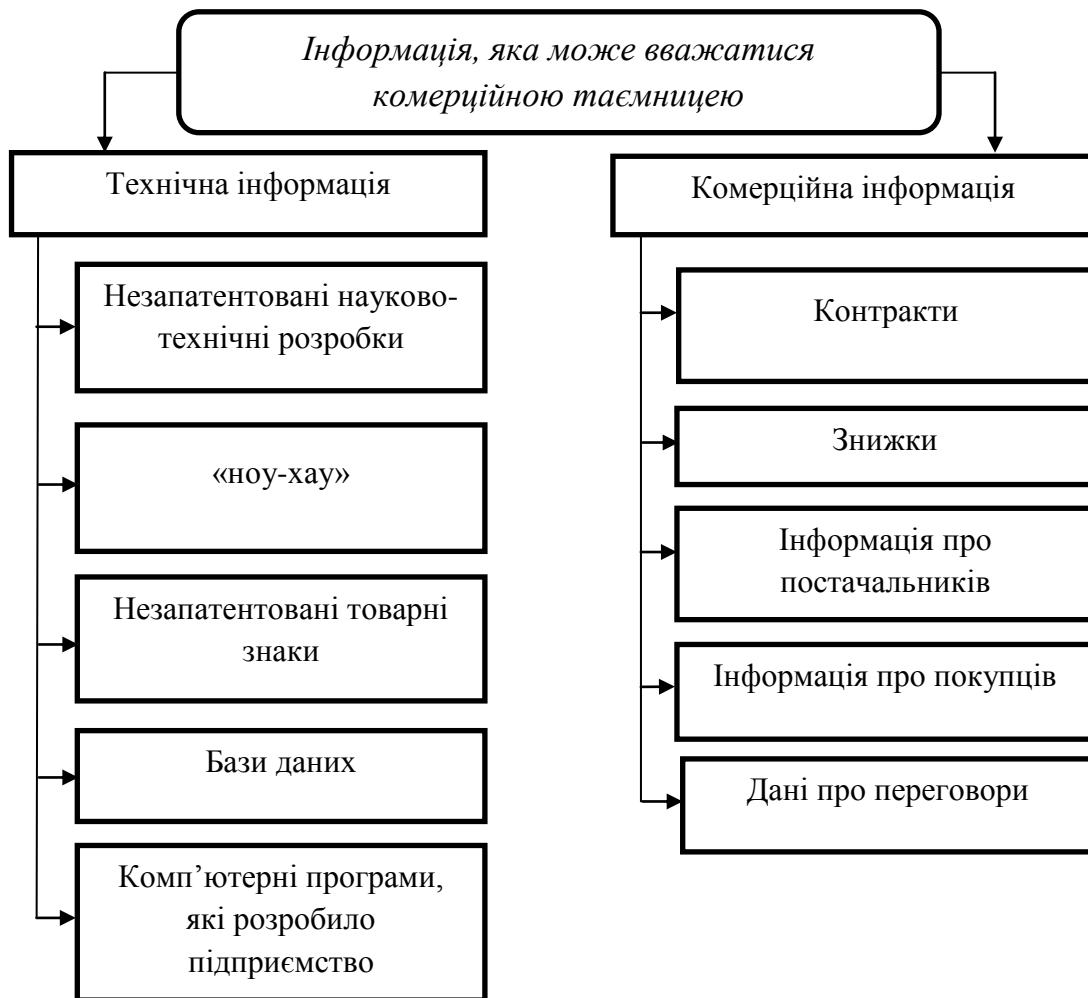 Інформація, яка може вважатися
комерційною таємницею
Технічна інформація
Незапатентовані науково-
технічні розробки
«ноу-хау»
Незапатентовані товарні
знаки
Бази даних
Комп’ютерні програми,
які розробило
підприємство
Комерційна інформація
Контракти
Знижки
Інформація про
постачальників
Інформація про покупців
Дані про переговори